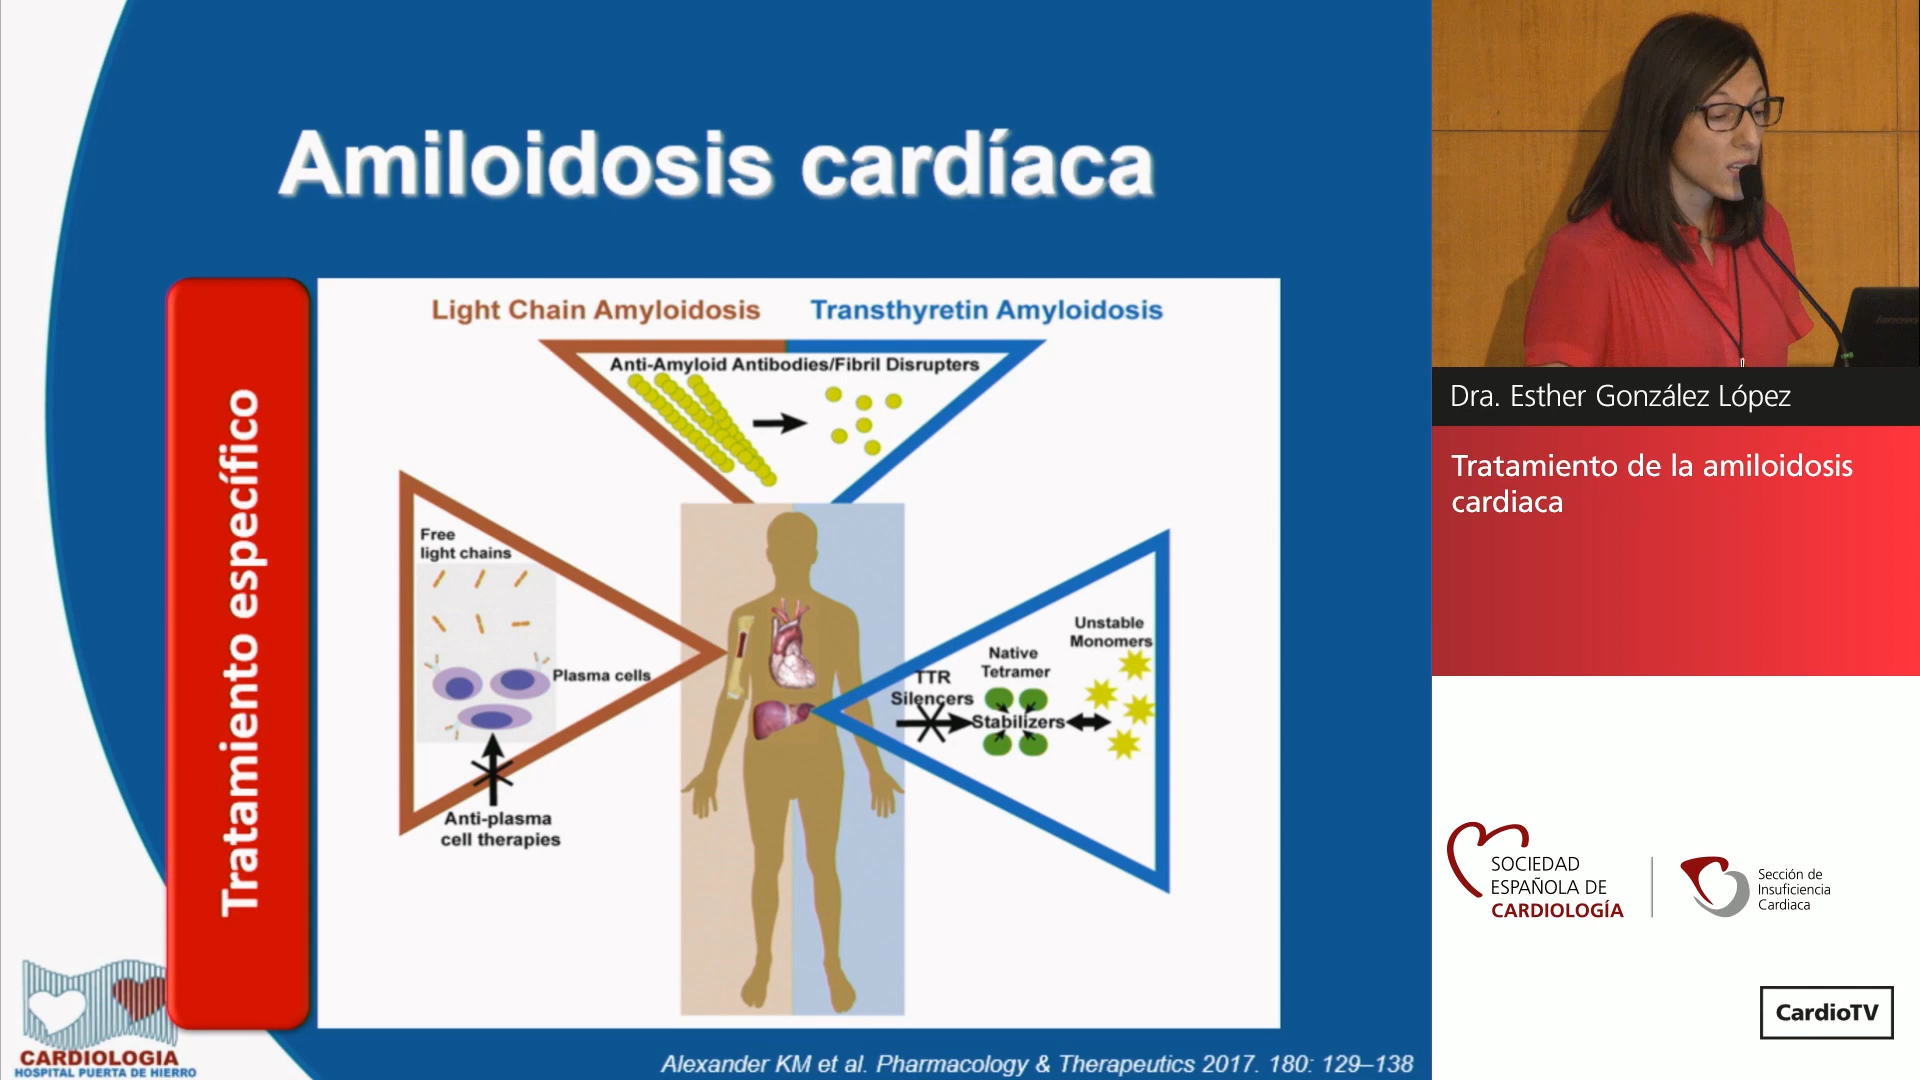 Amiloidosis cardíaca
Tratamiento específico
Light Chain Amyloidosis
Transthyretin Amyloidosis
Anti-Amyloid Antibodies/Fibril Disrupters
Free
light chains
Plasma cells
Anti-plasma
cell therapies
TTR
Silencers
Native
Tetramer
Stabilizers
Unstable
Monomers
CARDIOLOGIA
HOSPITAL PUERTA DE HIERRO
Alexander KM et al. Pharmacology & Therapeutics 2017. 180: 129–138
Dra. Esther González López
Tratamiento de la amiloidosis
cardiaca
SOCIEDAD
ESPAÑOLA DE
CARDIOLOGÍA
Sección de
Insuficiencia
Cardiaca
CardioTV